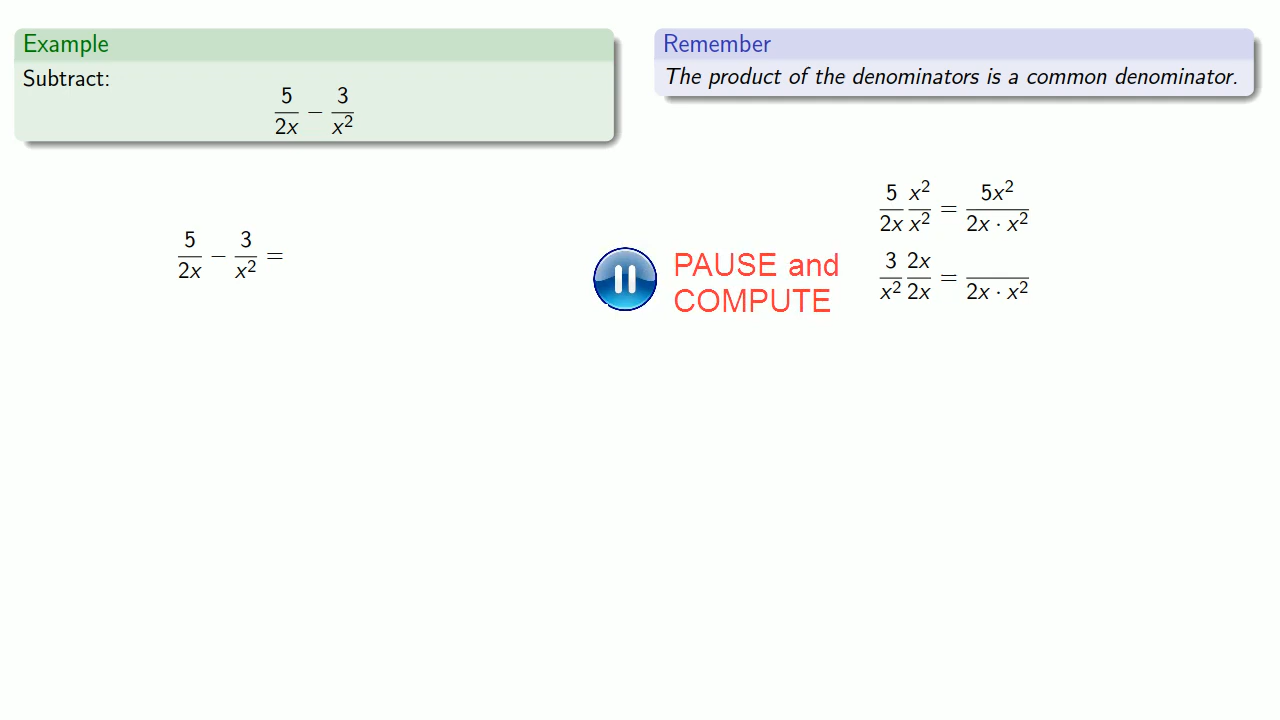 Example
Subtract:
5/2x − 3/x²
Remember
The product of the denominators is a common denominator.
5/2x x²/x² = 5x²/2x · x²
5/2x − 3/x² =
PAUSE and
COMPUTE
3/x² 2x/2x = /2x · x²